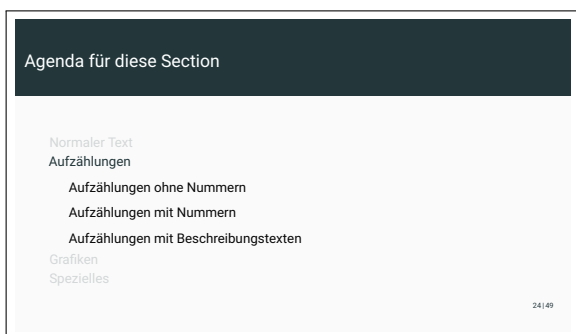 Agenda für diese Section
Normaler Text
Aufzählungen
Aufzählungen ohne Nummern
Aufzählungen mit Nummern
Aufzählungen mit Beschreibungstexten
Grafiken
Spezielles
24|49